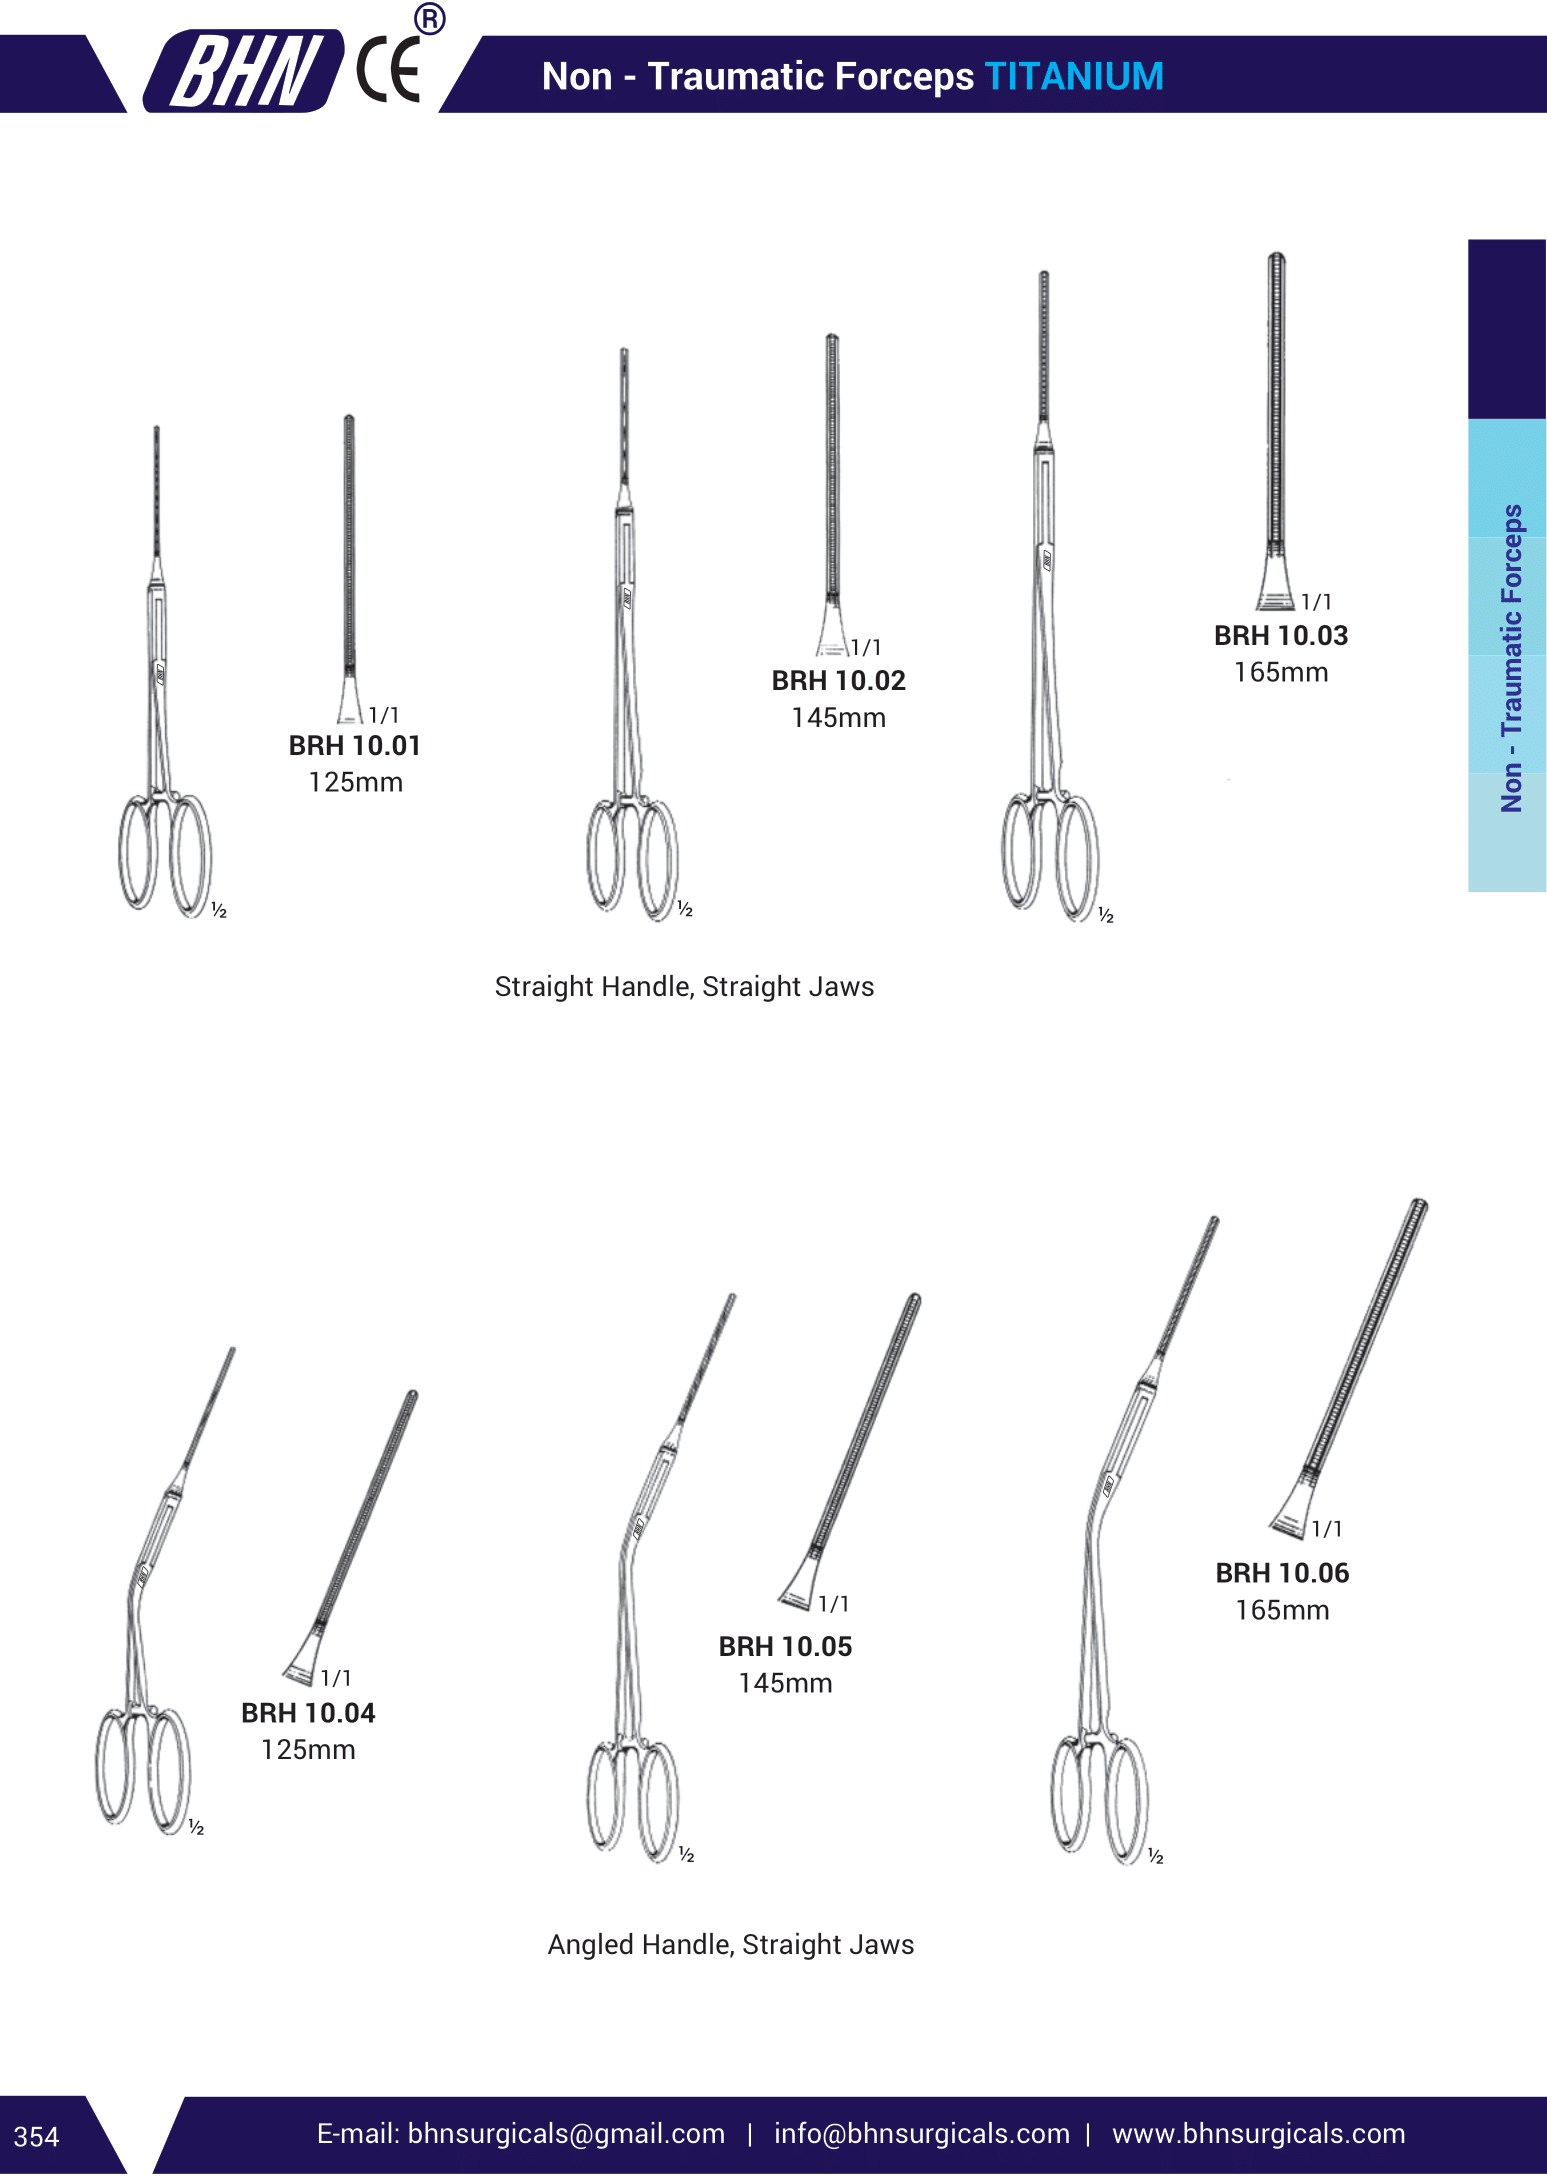 BHN CE ®
Non - Traumatic Forceps TITANIUM
1/1
BRH 10.01
125mm
½
1/1
BRH 10.02
145mm
½
1/1
BRH 10.03
165mm
½
Non - Traumatic Forceps
Straight Handle, Straight Jaws
1/1
BRH 10.04
125mm
½
1/1
BRH 10.05
145mm
½
1/1
BRH 10.06
165mm
½
Angled Handle, Straight Jaws
354
E-mail: bhnsurgicals@gmail.com | info@bhnsurgicals.com | www.bhnsurgicals.com